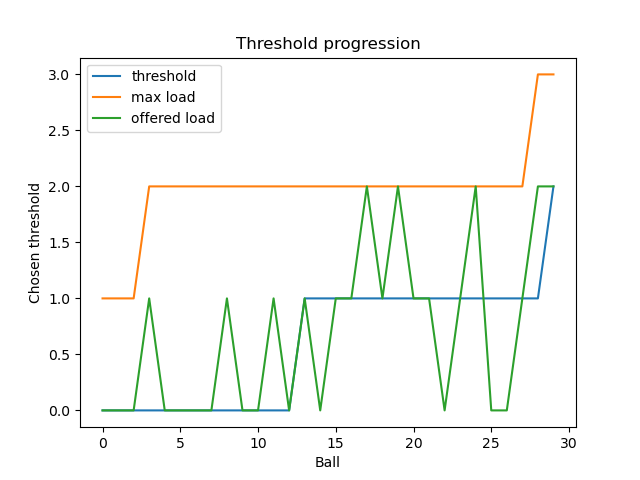 Threshold progression
threshold
max load
offered load
Chosen threshold
3.0
2.5
2.0
1.5
1.0
0.5
0.0
0 5 10 15 20 25 30
Ball